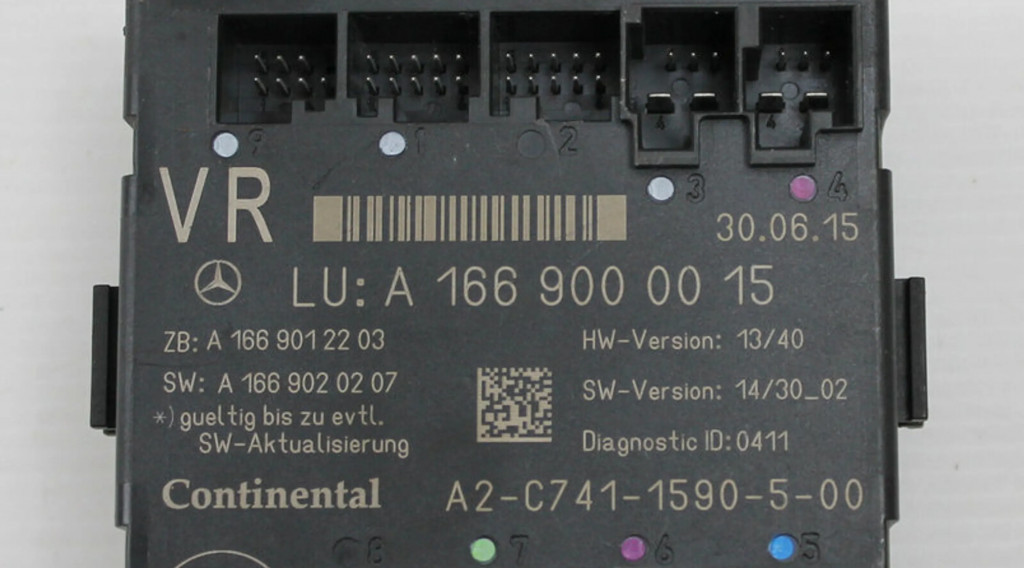 9 1 2
3 4
VR
30.06.15
LU: A 166 900 00 15
ZB: A 166 901 22 03
HW-Version: 13/40
SW: A 166 902 02 07
SW-Version: 14/30_02
*) gueltig bis zu evtl.
SW-Aktualisierung
Diagnostic ID: 0411
Continental
A2-C741-1590-5-00
8 7 6 5